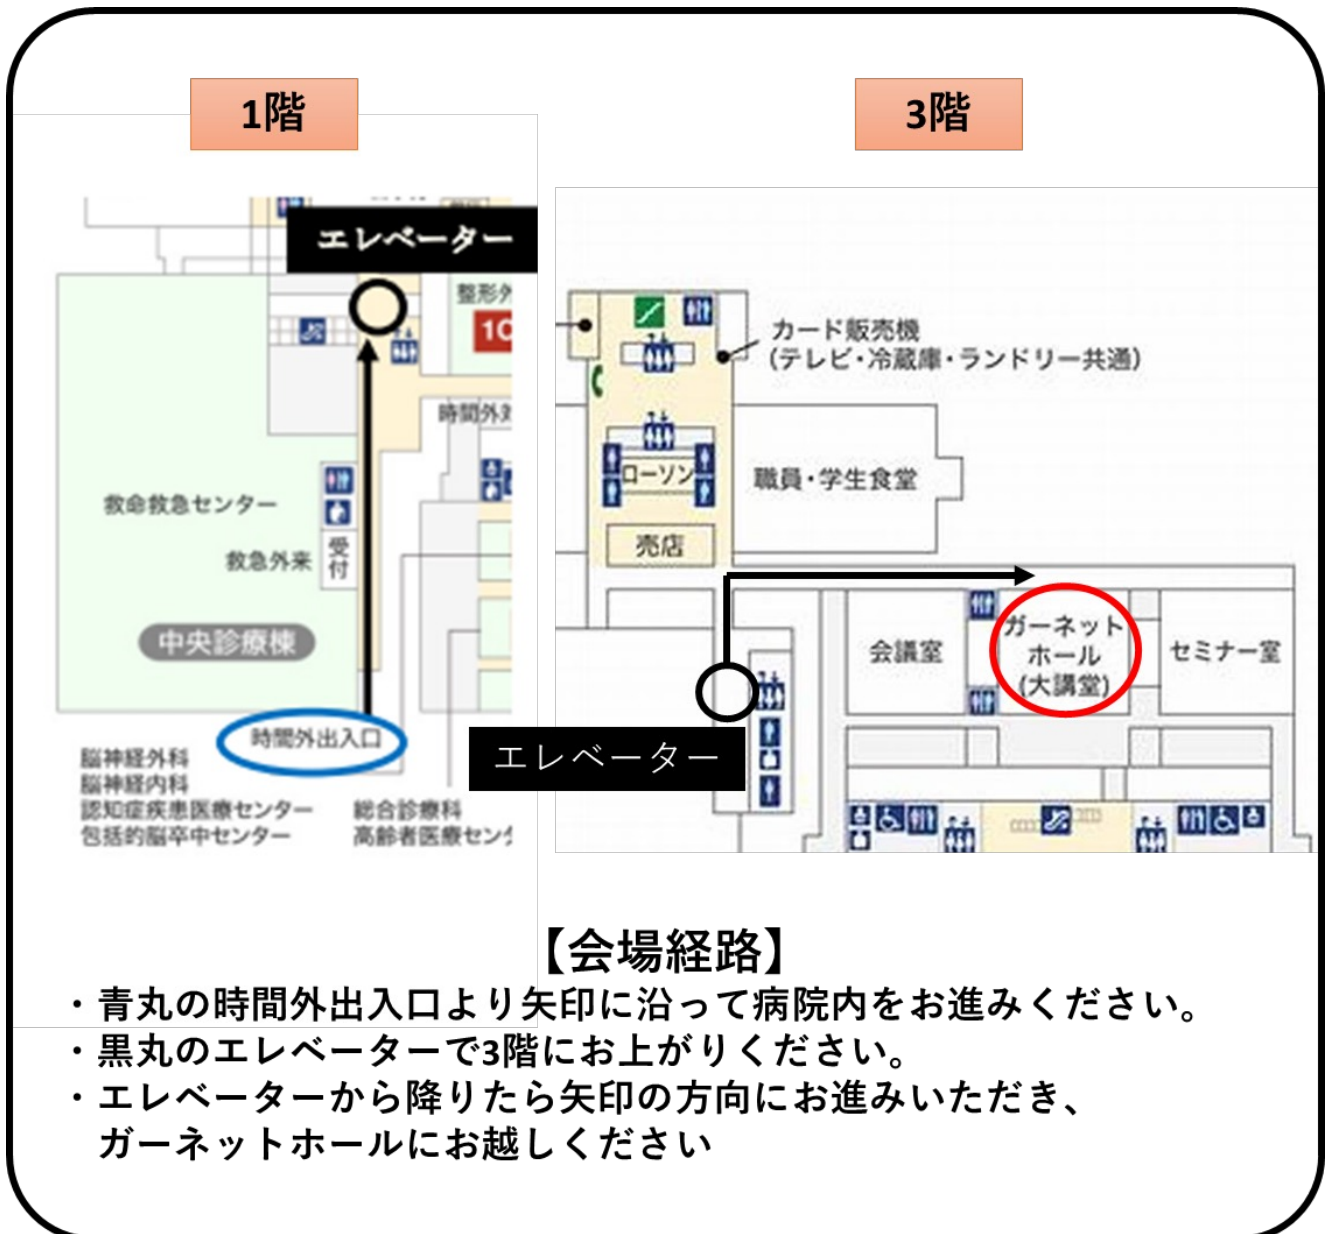 1階
エレベーター
整形外
10
時間外対
救命救急センター
救急外来
受付
中央診療棟
時間外出入口
脳神経外科
脳神経内科
認知症疾患医療センター
包括的脳卒中センター
総合診療科
高齢者医療セン
3階
カード販売機
(テレビ・冷蔵庫・ランドリー共通)
ローソン
職員・学生食堂
売店
会議室
ガーネット
ホール
(大講堂)
セミナー室
エレベーター
【会場経路】
・青丸の時間外出入口より矢印に沿って病院内をお進みください。
・黒丸のエレベーターで3階にお上がりください。
・エレベーターから降りたら矢印の方向にお進みいただき、
ガーネットホールにお越しください